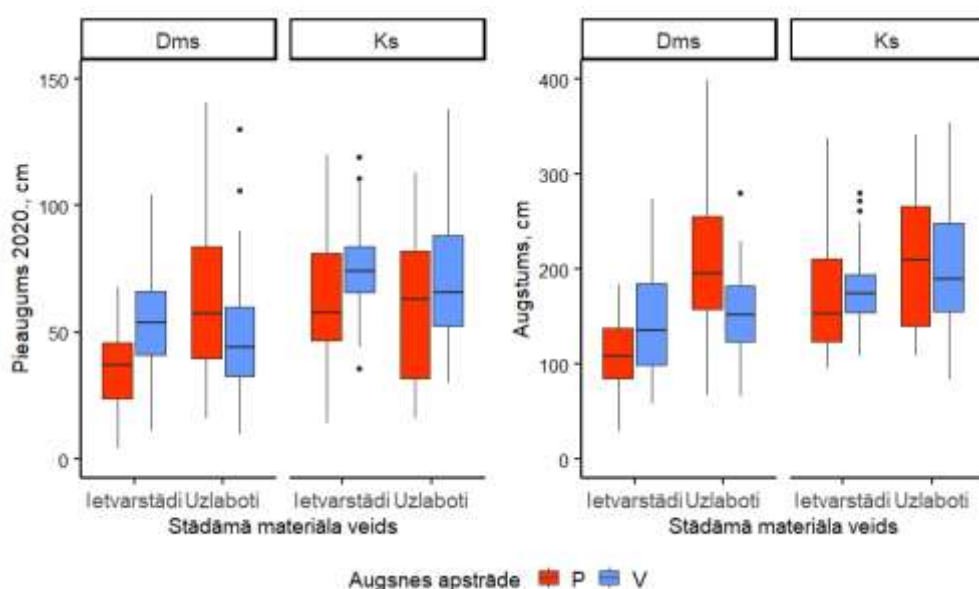 Dms
Ks
Dms
Ks
Pieaugums 2020., cm
150
100
50
0
Augstums, cm
400
300
200
100
0
Ietvarstādi Uzlaboti
Ietvarstādi Uzlaboti
Ietvarstādi Uzlaboti
Ietvarstādi Uzlaboti
Stādāmā materiāla veids
Stādāmā materiāla veids
Augsnes apstrāde P V